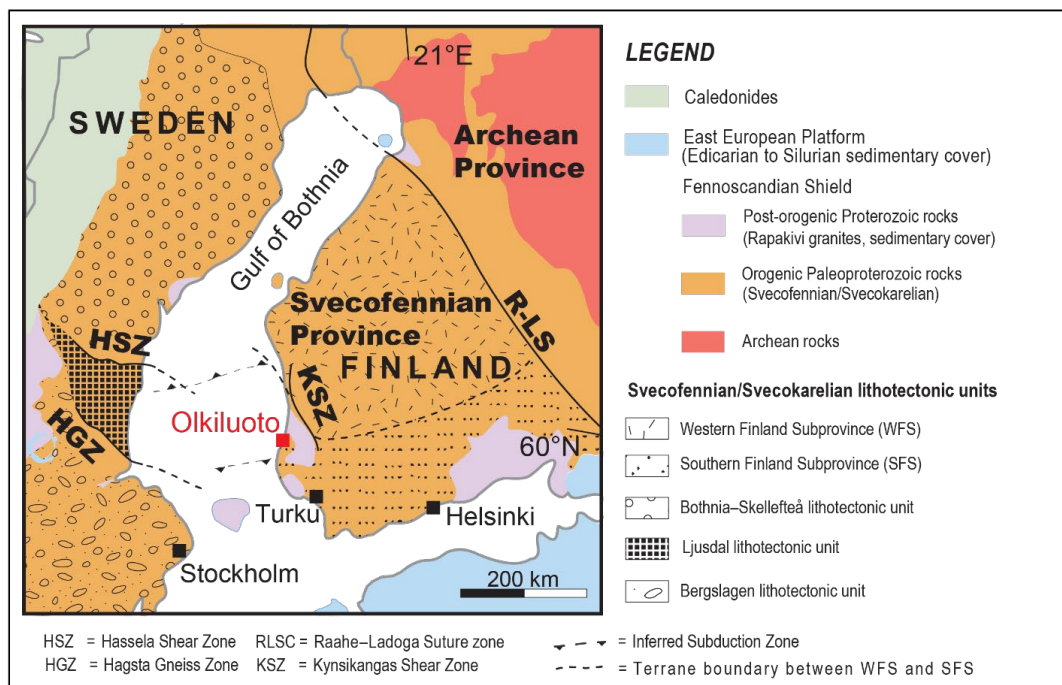 21°E
SWEDEN
Archean
Province
Gulf of Bothnia
Svecofennian
Province
R-LS
FINLAND
HSZ
KSZ
Olkiluoto
HGZ
60°N
Turku
Helsinki
Stockholm
200 km
LEGEND
Caledonides
East European Platform
(Edicarian to Silurian sedimentary cover)
Fennoscandian Shield
Post-orogenic Proterozoic rocks
(Rapakivi granites, sedimentary cover)
Orogenic Paleoproterozoic rocks
(Svecofennian/Svecokarelian)
Archean rocks
Svecofennian/Svecokarelian lithotectonic units
Western Finland Subprovince (WFS)
Southern Finland Subprovince (SFS)
Bothnia–Skellefteå lithotectonic unit
Ljusdal lithotectonic unit
Bergslagen lithotectonic unit
HSZ = Hassela Shear Zone RLSC = Raahe–Ladoga Suture zone = Inferred Subduction Zone
HGZ = Hagsta Gneiss Zone KSZ = Kynsikangas Shear Zone = Terrane boundary between WFS and SFS